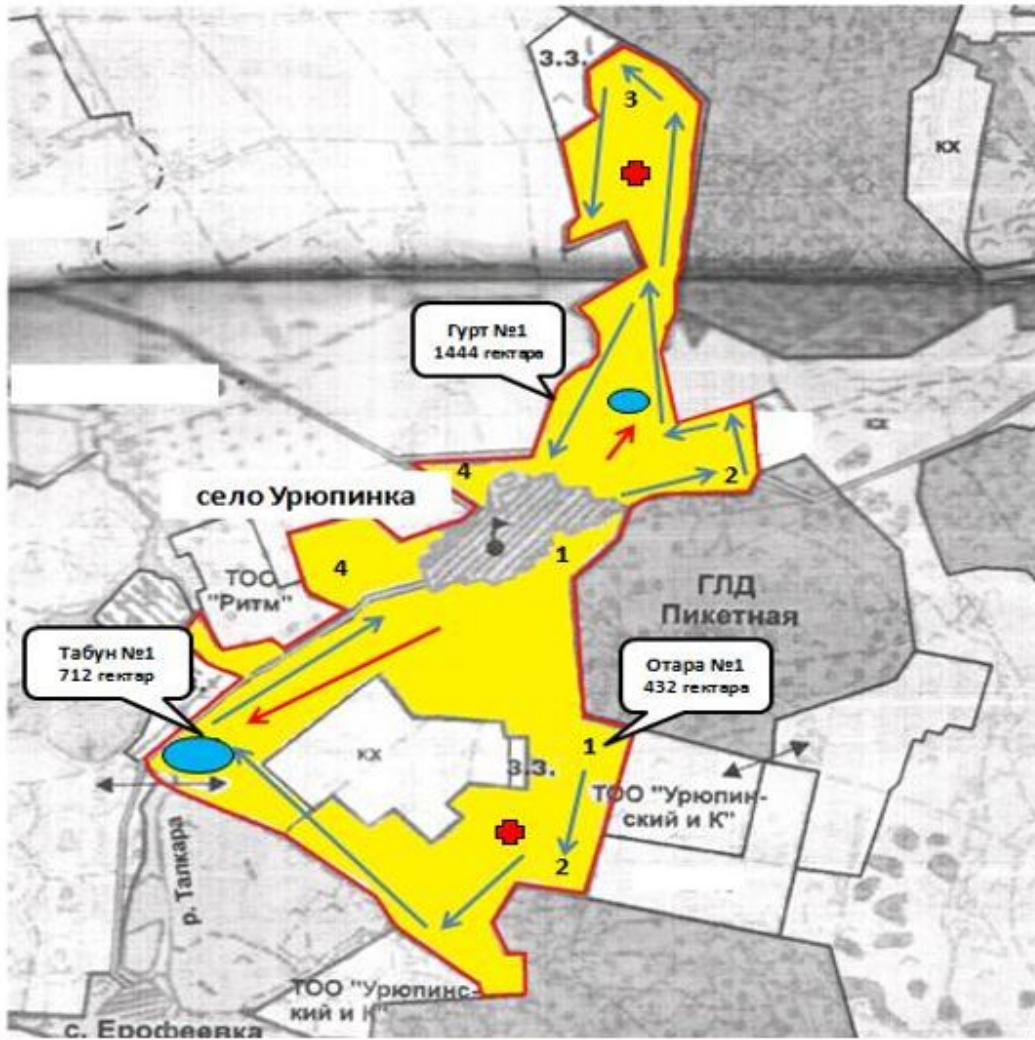 З.З.
3
кх
Гурт №1
1444 гектара
кх
4
2
село Урюпинка
1
4
ТОО
"Ритм"
ГЛД
Пикетная
Табун №1
712 гектар
Отара №1
432 гектара
1
кх
З.З.
ТОО "Урюпин-
ский и К"
2
р. Талкара
ТОО "Урюпинс-
кий и К"
с. Ерофеевка